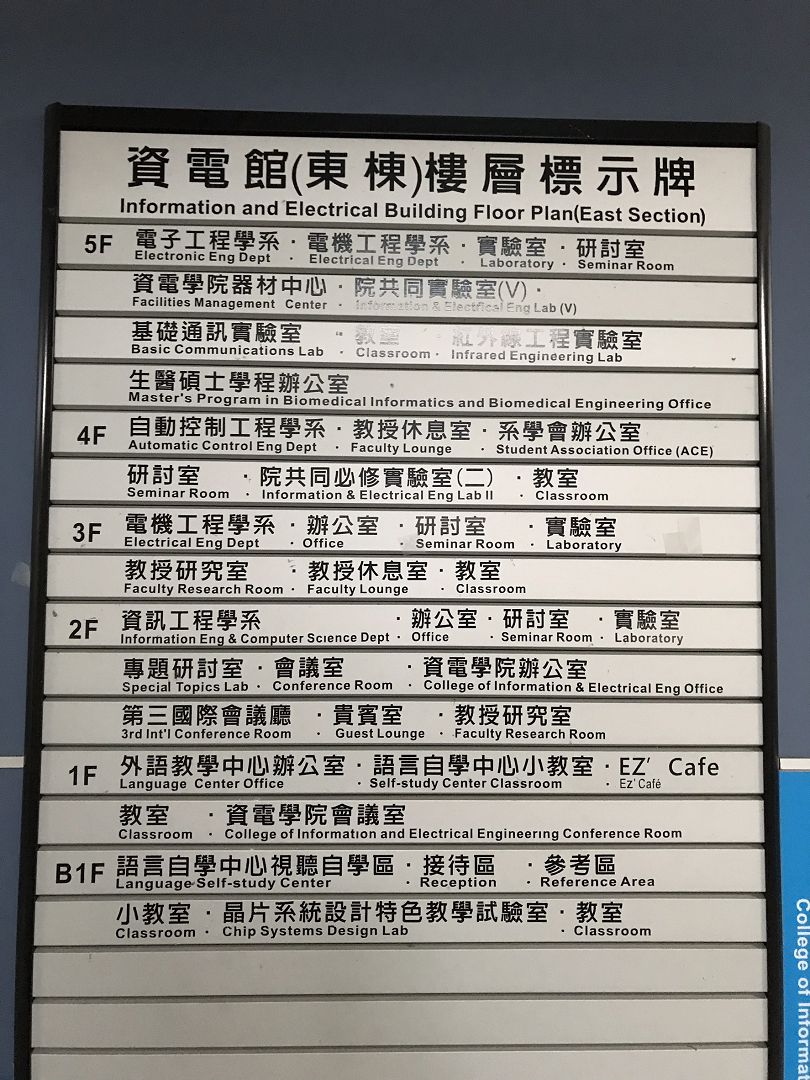 資電館(東棟)樓層標示牌
Information and Electrical Building Floor Plan(East Section)
5F 電子工程學系 · 電機工程學系 · 實驗室 · 研討室
Electronic Eng Dept · Electrical Eng Dept · Laboratory · Seminar Room
資電學院器材中心 · 院共同實驗室(V) ·
Facilities Management Center · Information & Electrical Eng Lab (V)
基礎通訊實驗室 · 教室 · 紅外線工程實驗室
Basic Communications Lab · Classroom · Infrared Engineering Lab
生醫碩士學程辦公室
Master's Program in Biomedical Informatics and Biomedical Engineering Office
4F 自動控制工程學系 · 教授休息室 · 系學會辦公室
Automatic Control Eng Dept · Faculty Lounge · Student Association Office (ACE)
研討室 · 院共同必修實驗室(二) · 教室
Seminar Room · Information & Electrical Eng Lab II · Classroom
3F 電機工程學系 · 辦公室 · 研討室 · 實驗室
Electrical Eng Dept · Office · Seminar Room · Laboratory
教授研究室 · 教授休息室 · 教室
Faculty Research Room · Faculty Lounge · Classroom
2F 資訊工程學系 · 辦公室 · 研討室 · 實驗室
Information Eng & Computer Science Dept · Office · Seminar Room · Laboratory
專題研討室 · 會議室 · 資電學院辦公室
Special Topics Lab · Conference Room · College of Information & Electrical Eng Office
第三國際會議廳 · 貴賓室 · 教授研究室
3rd Int'l Conference Room · Guest Lounge · Faculty Research Room
1F 外語教學中心辦公室 · 語言自學中心小教室 · EZ' Cafe
Language Center Office · Self-study Center Classroom · Ez' Café
教室 · 資電學院會議室
Classroom · College of Information and Electrical Engineering Conference Room
B1F 語言自學中心視聽自學區 · 接待區 · 參考區
Language Self-study Center · Reception · Reference Area
小教室 · 晶片系統設計特色教學試驗室 · 教室
Classroom · Chip Systems Design Lab · Classroom
College of